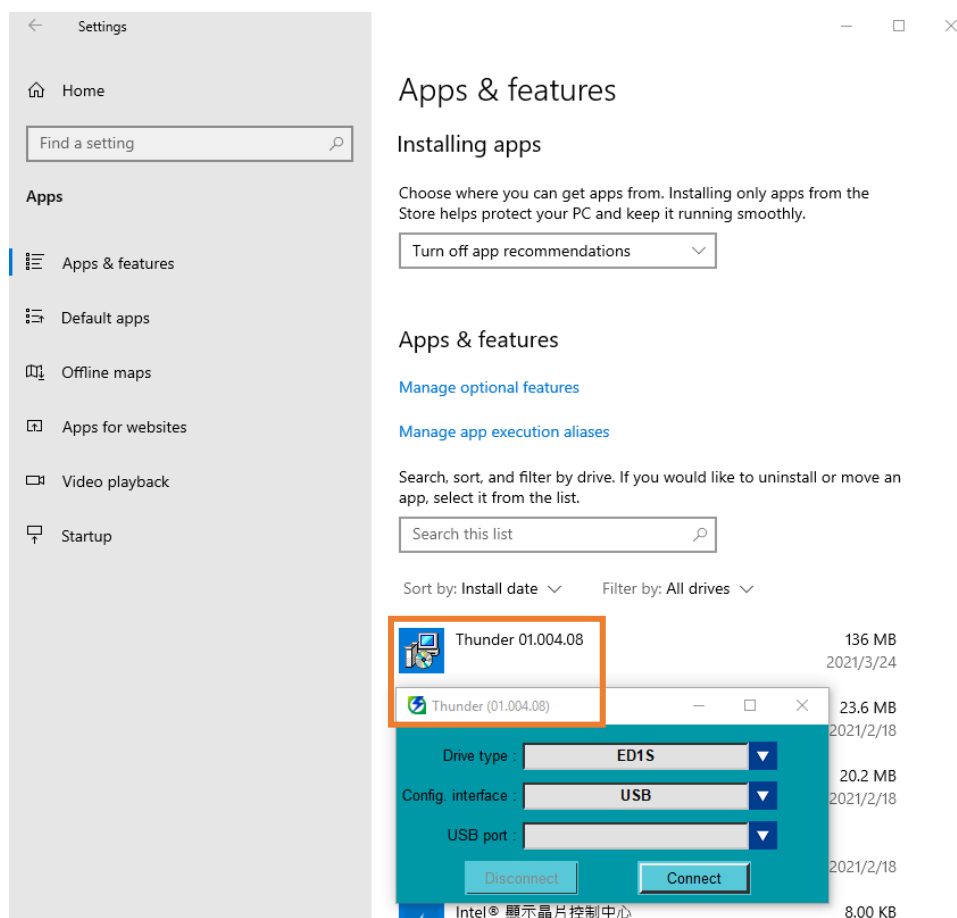 Settings
Home
Find a setting
Apps
Apps & features
Default apps
Offline maps
Apps for websites
Video playback
Startup
Apps & features
Installing apps
Choose where you can get apps from. Installing only apps from the
Store helps protect your PC and keep it running smoothly.
Turn off app recommendations
Apps & features
Manage optional features
Manage app execution aliases
Search, sort, and filter by drive. If you would like to uninstall or move an
app, select it from the list.
Search this list
Sort by: Install date Filter by: All drives
Thunder 01.004.08 136 MB
2021/3/24
Thunder (01.004.08)
23.6 MB
2021/2/18
Drive type : ED1S
20.2 MB
Config. interface : USB
2021/2/18
USB port :
2021/2/18
Disconnect Connect
Intel® 顯示晶片控制中心 8.00 KB